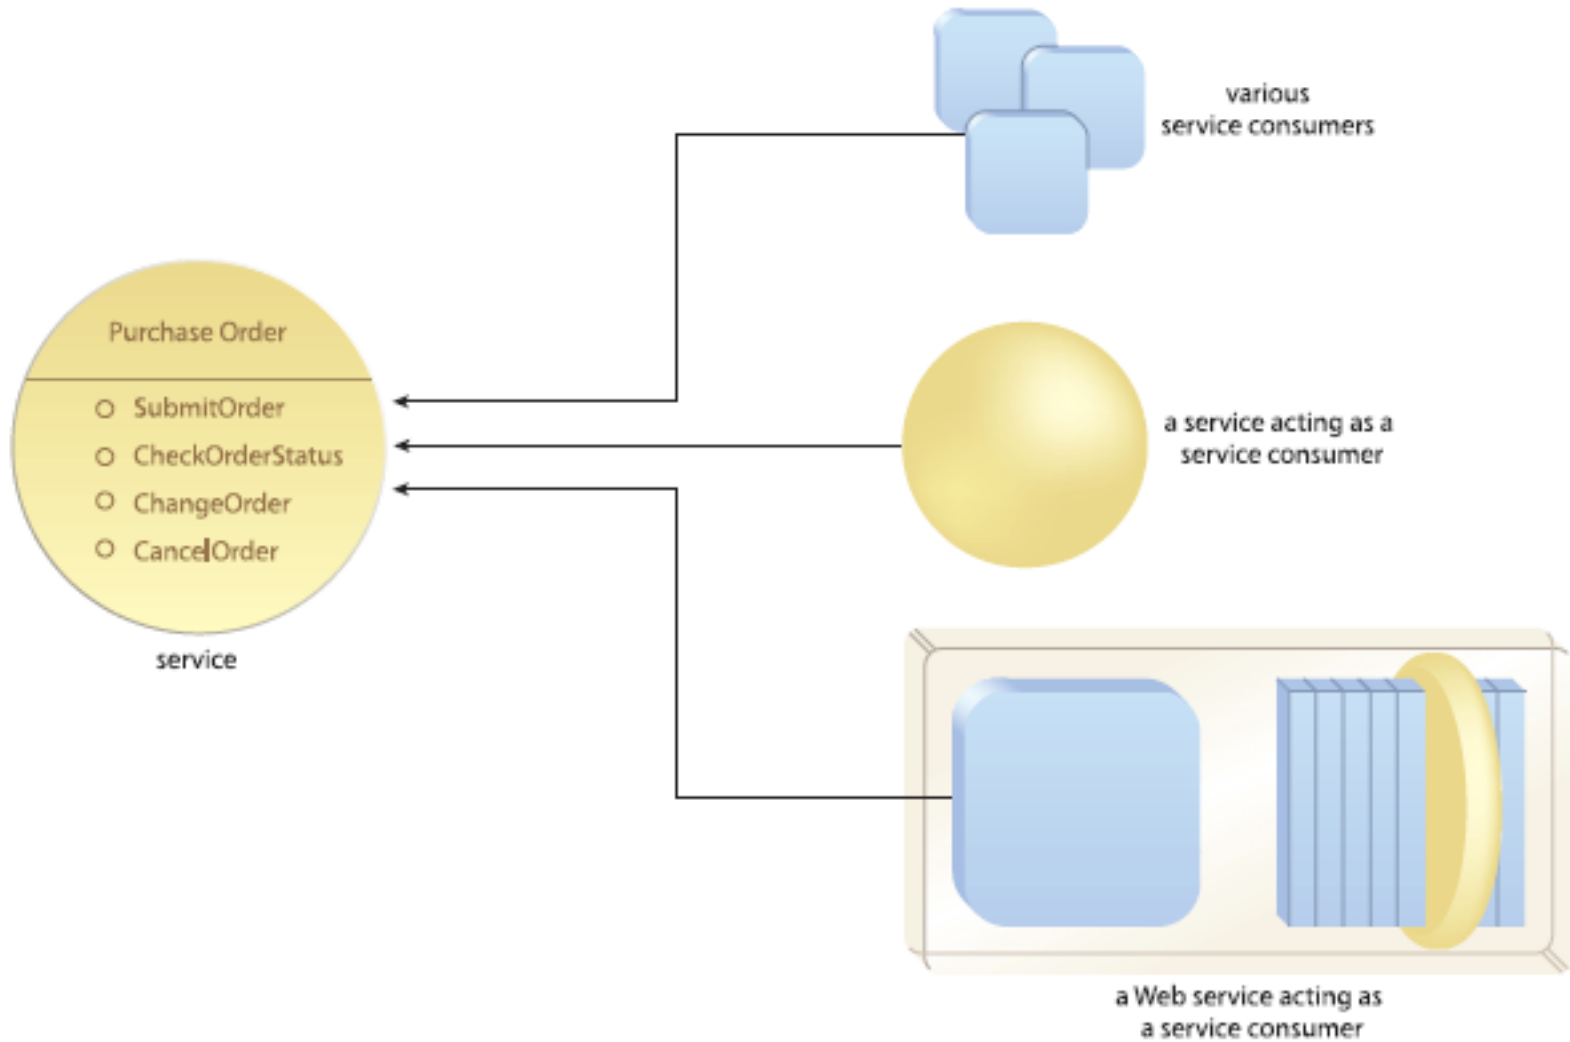 various
service consumers
Purchase Order
SubmitOrder
CheckOrderStatus
ChangeOrder
CancelOrder
service
a service acting as a
service consumer
a Web service acting as
a service consumer